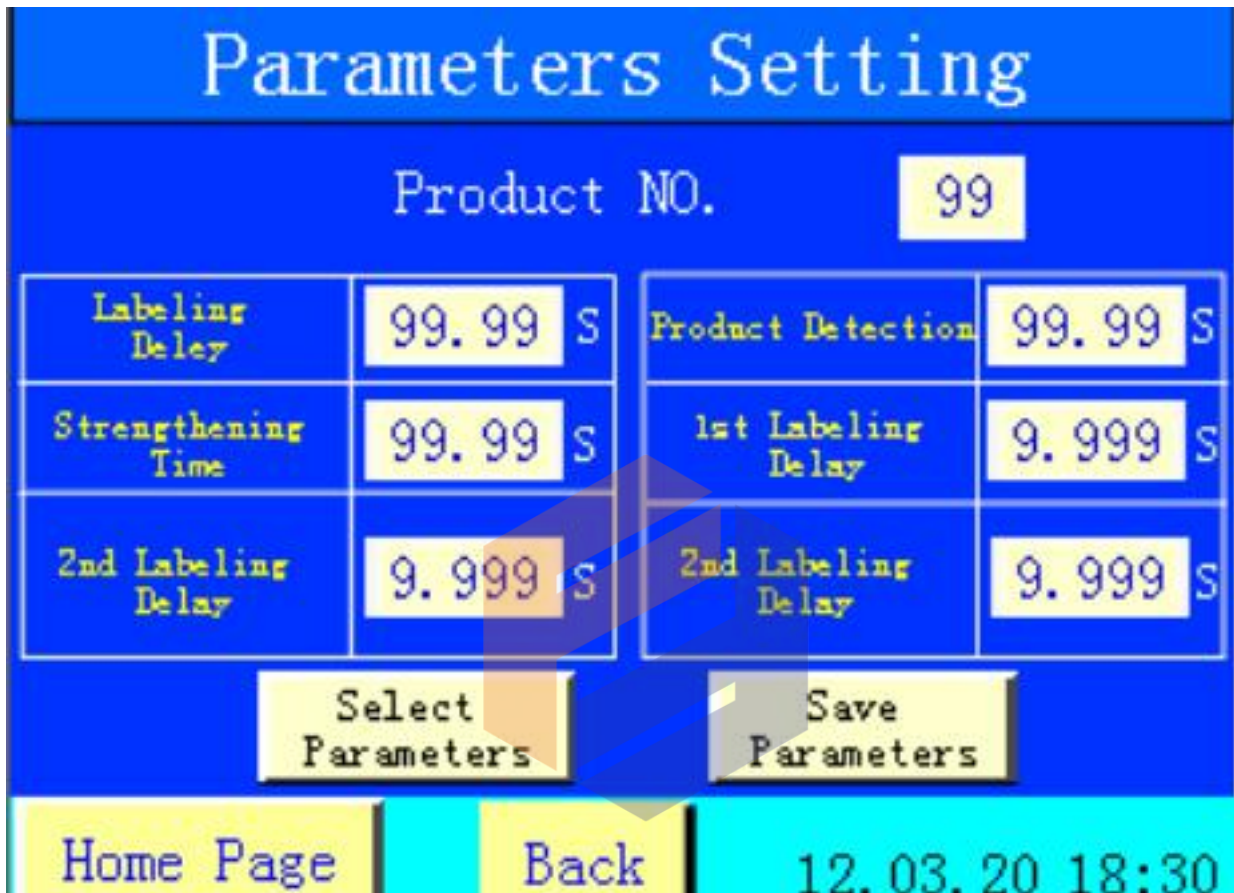 Parameters Setting
Product NO. 99
Labeling
Deley
99.99 S
Product Detection 99.99 S
Strengthening
Time
99.99 S
1st Labeling
Delay
9.999 S
2nd Labeling
Delay
9.999 S
2nd Labeling
Delay
9.999 S
Select
Parameters
Save
Parameters
Home Page
Back
12.03.20 18:30